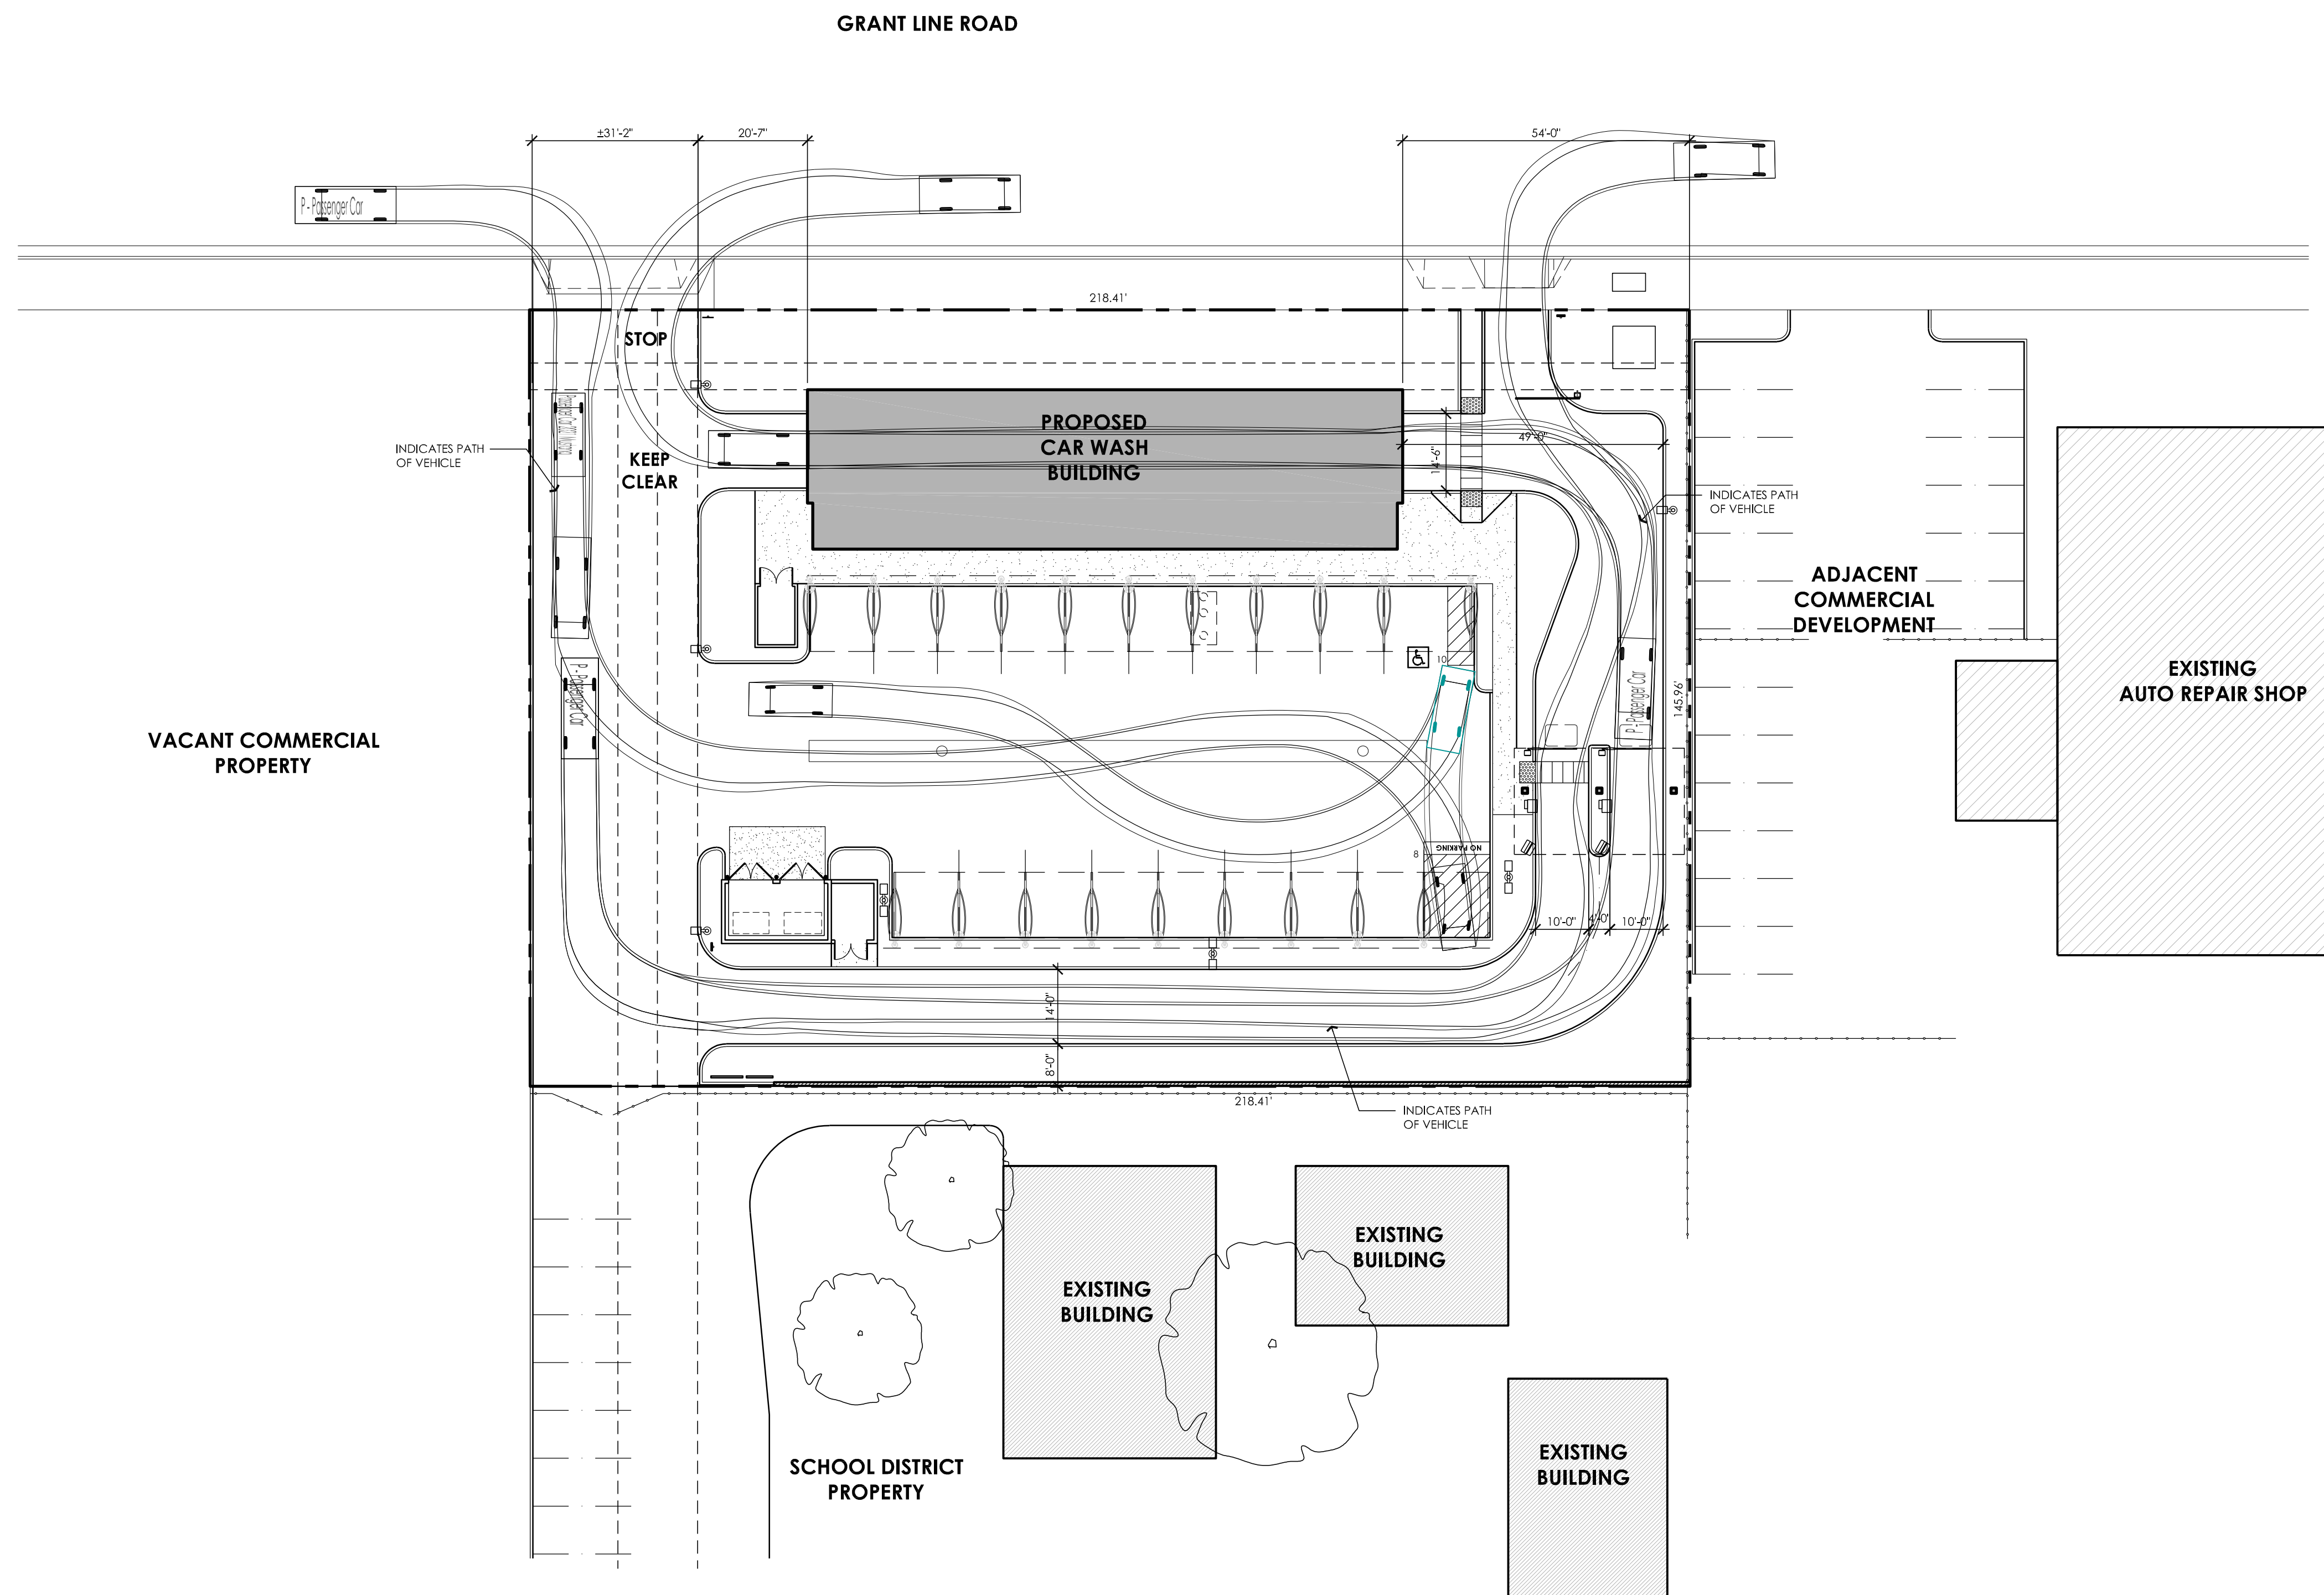 GRANT LINE ROAD
±31'-2"
20'-7"
54'-0"
P - Passenger Car
218.41'
STOP
PROPOSED
CAR WASH
BUILDING
KEEP
CLEAR
INDICATES PATH
OF VEHICLE
49'-0"
14'-6"
INDICATES PATH
OF VEHICLE
ADJACENT
COMMERCIAL
DEVELOPMENT
EXISTING
AUTO REPAIR SHOP
10
P - Passenger Car
P - Passenger Car
145.96'
VACANT COMMERCIAL
PROPERTY
NO PARKING
8
10'-0"
4'-0"
10'-0"
14'-0"
8'-0"
218.41'
INDICATES PATH
OF VEHICLE
EXISTING
BUILDING
EXISTING
BUILDING
EXISTING
BUILDING
SCHOOL DISTRICT
PROPERTY